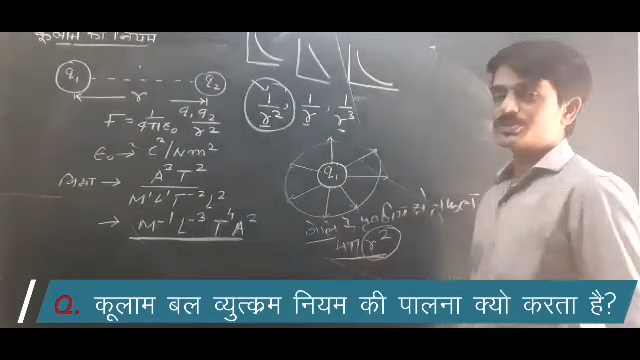 कूलाम का नियम
q₁ q₂
r
F = 1/4πε₀ q₁q₂/r²
ε₀ → C²/Nm²
विमा → A²T²/M¹L¹T⁻²L²
→ M⁻¹L⁻³T⁴A²
1/r², 1/r, 1/r³
q₁
r²
Q. कूलाम बल व्युत्क्रम नियम की पालना क्यो करता है?